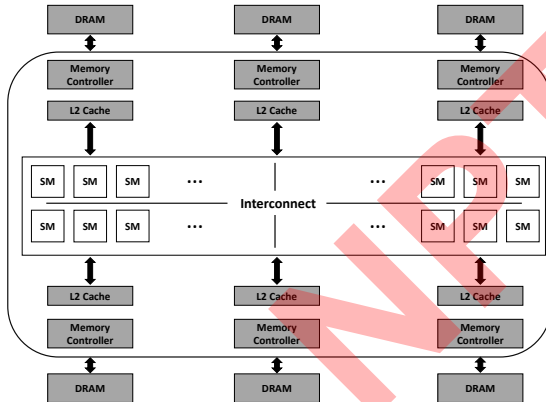 DRAM DRAM DRAM
Memory Controller Memory Controller Memory Controller
L2 Cache L2 Cache L2 Cache
SM SM SM ... ... SM SM SM
Interconnect
SM SM SM ... ... SM SM SM
L2 Cache L2 Cache L2 Cache
Memory Controller Memory Controller Memory Controller
DRAM DRAM DRAM
NPT